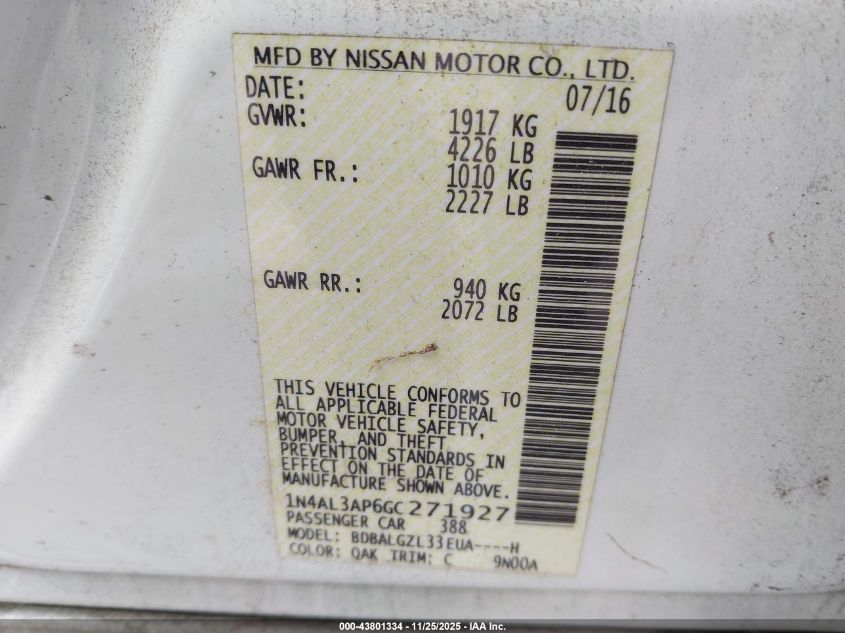 MFD BY NISSAN MOTOR CO., LTD.
DATE: 07/16
GVWR: 1917 KG
4226 LB
GAWR FR.: 1010 KG
2227 LB
GAWR RR.: 940 KG
2072 LB
THIS VEHICLE CONFORMS TO
ALL APPLICABLE FEDERAL
MOTOR VEHICLE SAFETY,
BUMPER, AND THEFT
PREVENTION STANDARDS IN
EFFECT ON THE DATE OF
MANUFACTURE SHOWN ABOVE.
1N4AL3AP6GC271927
PASSENGER CAR 388
MODEL: BDBALGZL33EUA----H
COLOR: QAK TRIM: C 9N00A
000-43801334 - 11/25/2025 - IAA Inc.